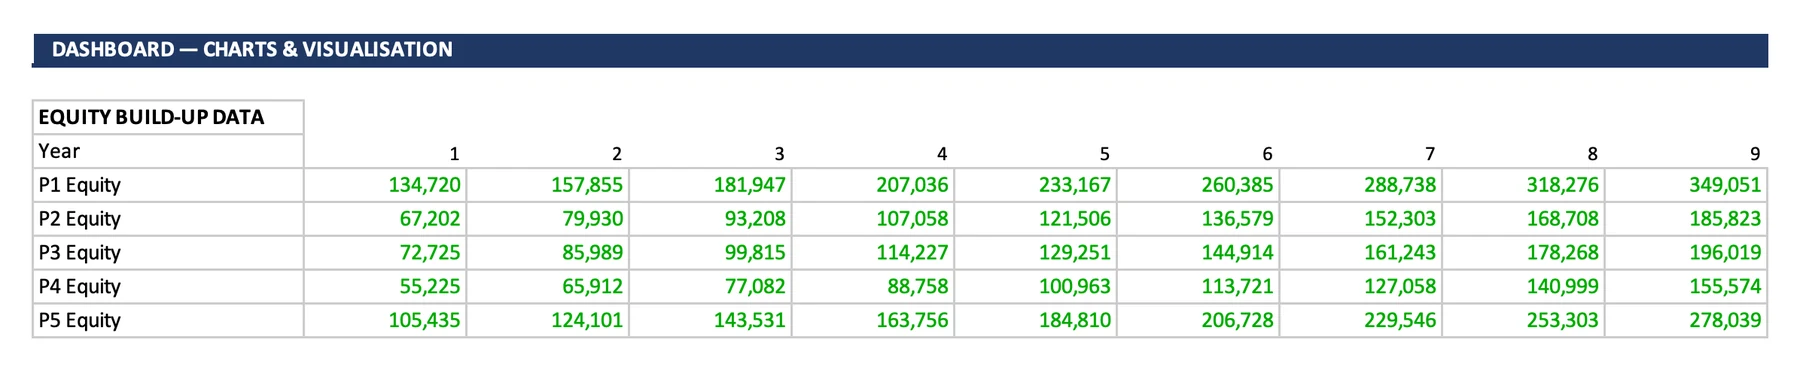 DASHBOARD — CHARTS & VISUALISATION
EQUITY BUILD-UP DATA
Year 1 2 3 4 5 6 7 8 9
P1 Equity 134,720 157,855 181,947 207,036 233,167 260,385 288,738 318,276 349,051
P2 Equity 67,202 79,930 93,208 107,058 121,506 136,579 152,303 168,708 185,823
P3 Equity 72,725 85,989 99,815 114,227 129,251 144,914 161,243 178,268 196,019
P4 Equity 55,225 65,912 77,082 88,758 100,963 113,721 127,058 140,999 155,574
P5 Equity 105,435 124,101 143,531 163,756 184,810 206,728 229,546 253,303 278,039